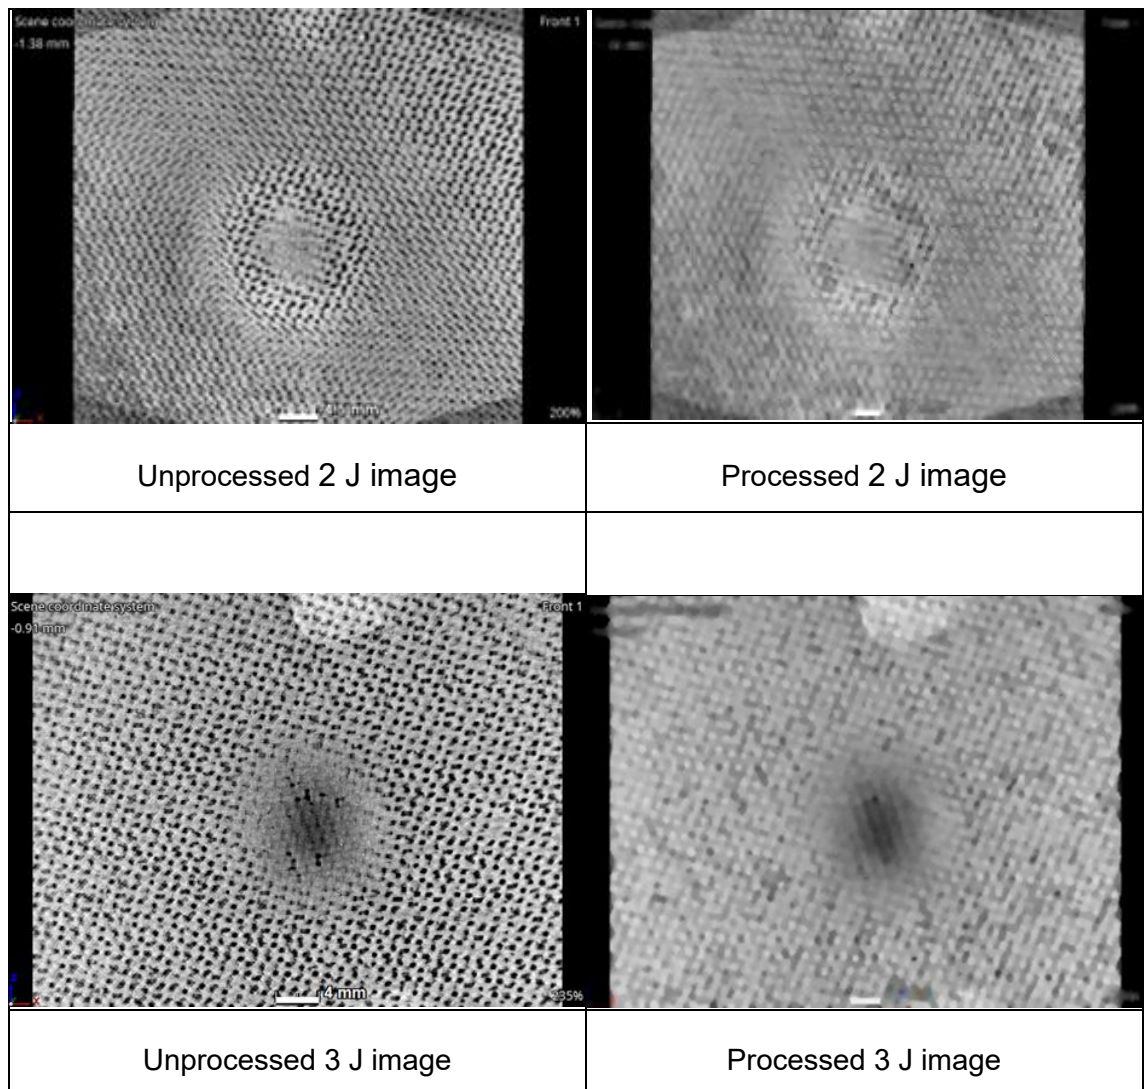 Scene coordinate system
Front 1
-1.38 mm
200%
Unprocessed 2 J image
Processed 2 J image
Scene coordinate system
Front 1
-0.91 mm
4 mm
235%
Unprocessed 3 J image
Processed 3 J image